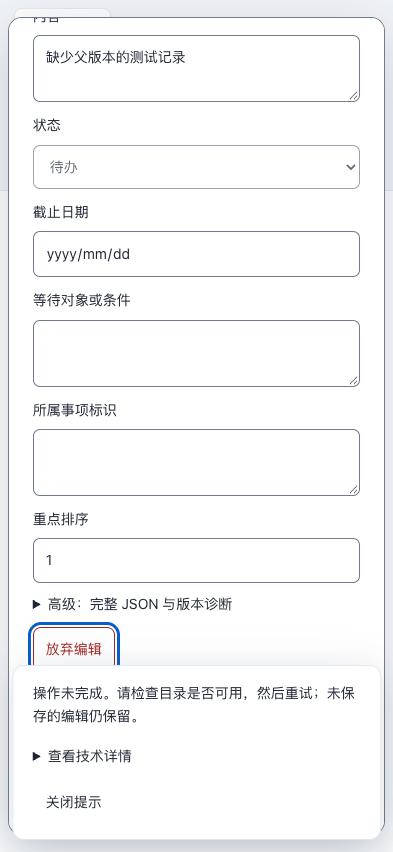 内容
缺少父版本的测试记录
状态
待办
截止日期
yyyy/mm/dd
等待对象或条件
所属事项标识
重点排序
1
高级：完整 JSON 与版本诊断
放弃编辑
操作未完成。请检查目录是否可用，然后重试；未保
存的编辑仍保留。
查看技术详情
关闭提示